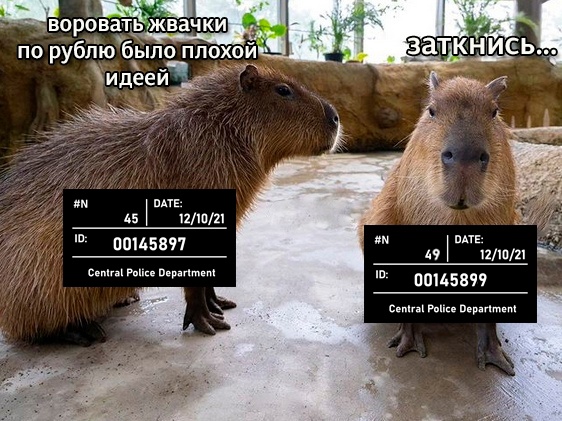 воровать жвачки
по рублю было плохой
идеей
заткнись...
#N
45
DATE:
12/10/21
ID:
00145897
Central Police Department
#N
49
DATE:
12/10/21
ID:
00145899
Central Police Department